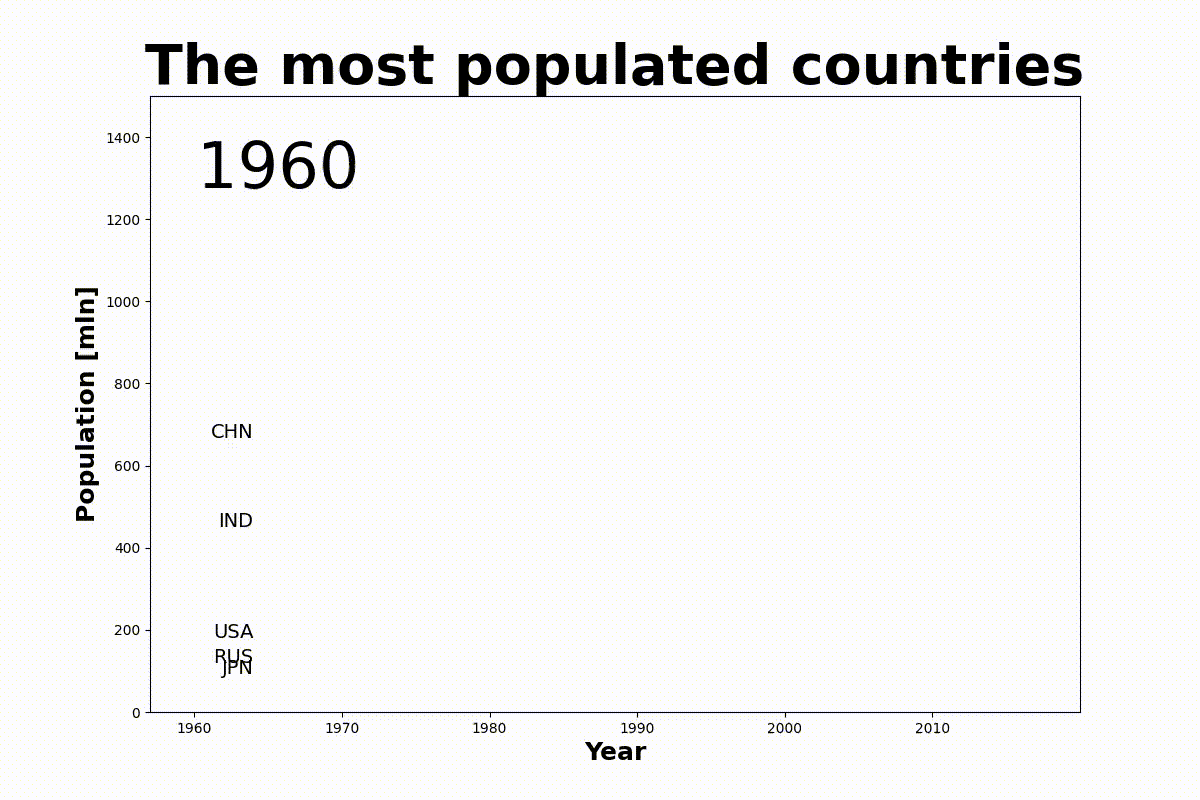 The most populated countries
1960
1400
1200
1000
800
600
400
200
0
Population [mln]
CHN
IND
USA
RUS
JPN
1960 1970 1980 1990 2000 2010
Year